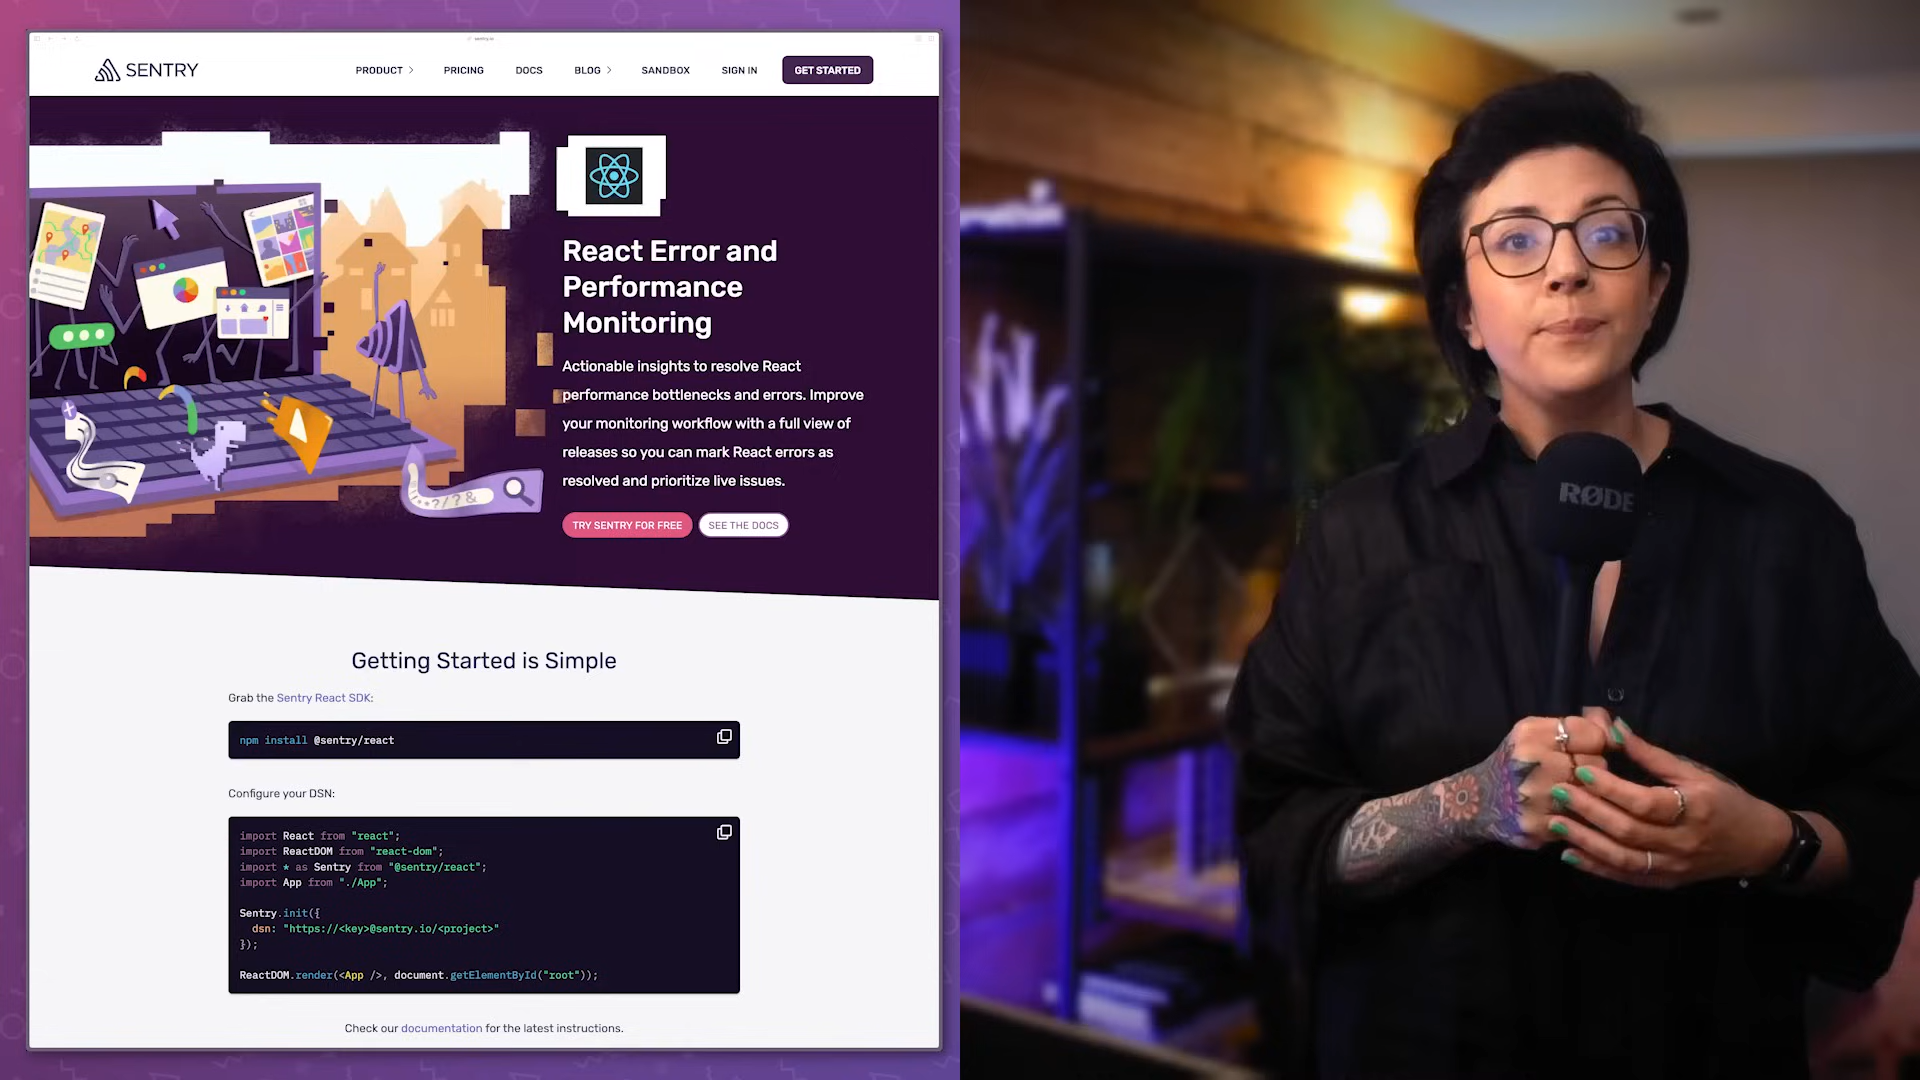 sentry.io
SENTRY
PRODUCT
PRICING
DOCS
BLOG
SANDBOX
SIGN IN
GET STARTED
React Error and
Performance
Monitoring
Actionable insights to resolve React
performance bottlenecks and errors. Improve
your monitoring workflow with a full view of
releases so you can mark React errors as
resolved and prioritize live issues.
TRY SENTRY FOR FREE
SEE THE DOCS
Getting Started is Simple
Grab the Sentry React SDK:
npm install @sentry/react
Configure your DSN:
import React from "react";
import ReactDOM from "react-dom";
import * as Sentry from "@sentry/react";
import App from "./App";
Sentry.init({
dsn: "https://<key>@sentry.io/<project>"
});
ReactDOM.render(<App />, document.getElementById("root"));
Check our documentation for the latest instructions.
RØDE